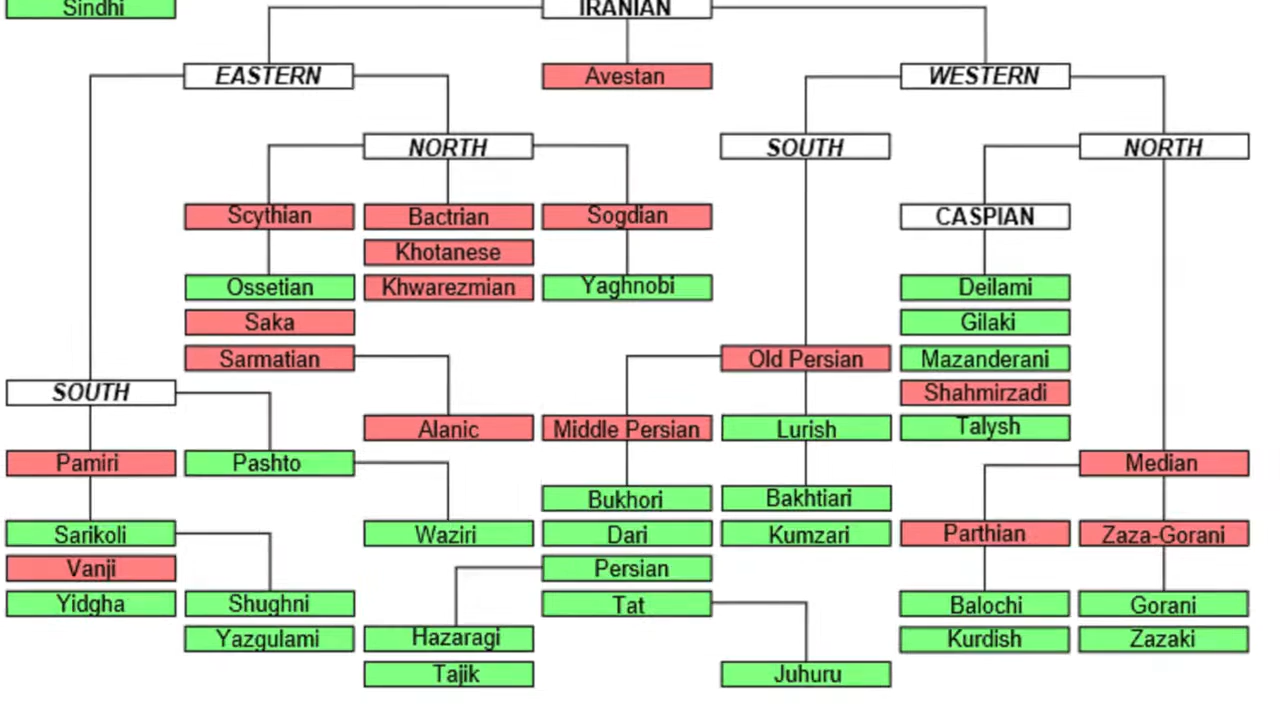 Sindhi
IRANIAN
EASTERN
Avestan
WESTERN
NORTH
SOUTH
NORTH
Scythian
Bactrian
Sogdian
CASPIAN
Khotanese
Ossetian
Khwarezmian
Yaghnobi
Deilami
Saka
Gilaki
Sarmatian
Old Persian
Mazanderani
SOUTH
Shahmirzadi
Alanic
Middle Persian
Lurish
Talysh
Pamiri
Pashto
Median
Bukhori
Bakhtiari
Sarikoli
Waziri
Dari
Kumzari
Parthian
Zaza-Gorani
Vanji
Persian
Yidgha
Shughni
Tat
Balochi
Gorani
Yazgulami
Hazaragi
Kurdish
Zazaki
Tajik
Juhuru